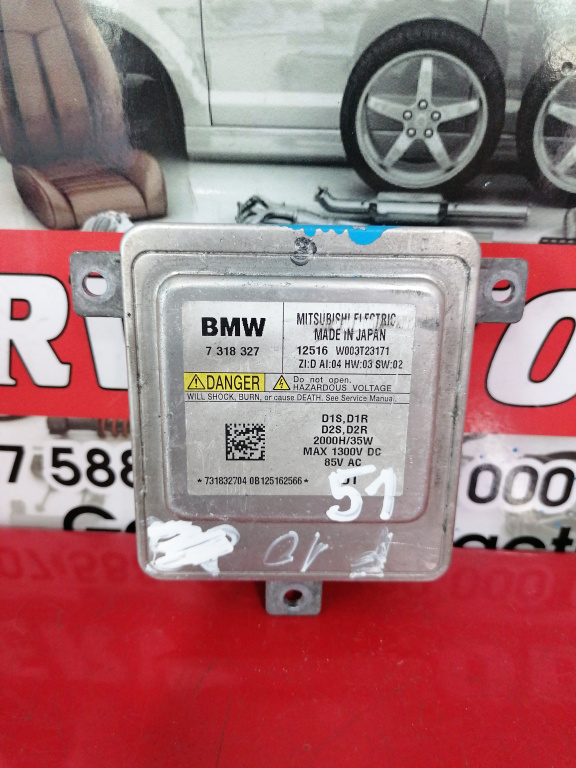 3
BMW
7 318 327
MITSUBISHI ELECTRIC
MADE IN JAPAN
12516 W003T23171
ZI:D AI:04 HW:03 SW:02
DANGER Do not open.
HAZARDOUS VOLTAGE
WILL SHOCK, BURN, or cause DEATH. See Service Manual
D1S,D1R
D2S,D2R
2000H/35W
MAX 1300V DC
85V AC
*731832704 0B125162566*
51
10
7 588
000